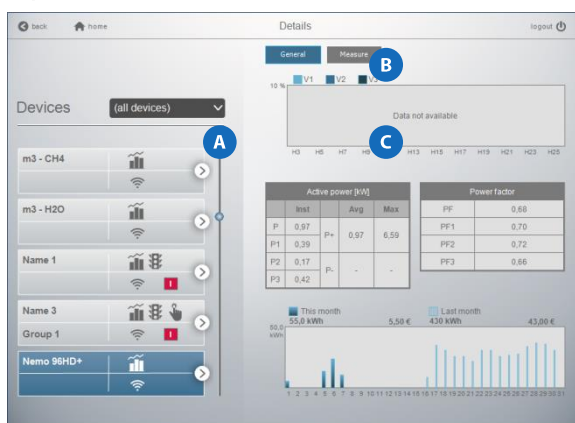 back home Details logout
General Measure B
V1 V2 V3
10 %
Devices (all devices)
Data not available
A C
H3 H5 H7 H9 H13 H15 H17 H19 H21 H23 H25
m3 - CH4
Active power [kW] Power factor
Inst Avg Max PF 0,68
m3 - H2O
P 0,97 P+ 0,97 6,59 PF1 0,70
P1 0,39 PF2 0,72
Name 1
P2 0,17 P- - - PF3 0,66
P3 0,42
I
Name 3
This month Last month
55,0 kWh 5,50 € 430 kWh 43,00 €
Group 1 I
50,0
kWh
Nemo 96HD+
1 2 3 4 5 6 7 8 9 10 11 12 13 14 15 16 17 18 19 20 21 22 23 24 25 26 27 28 29 30 31